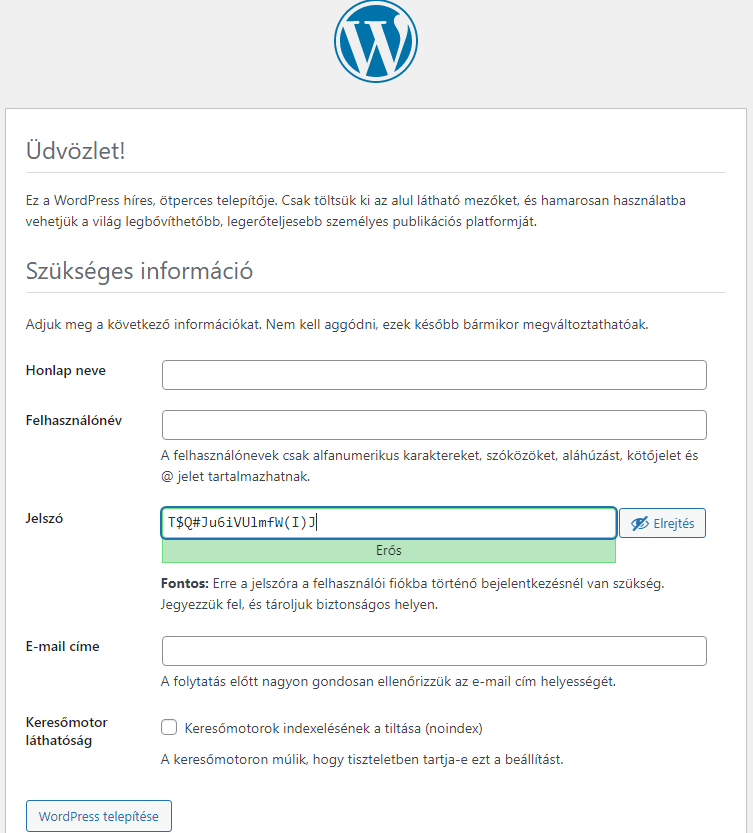 Üdvözlet!
Ez a WordPress híres, ötperces telepítője. Csak töltsük ki az alul látható mezőket, és hamarosan használatba
vehetjük a világ legbővíthetőbb, legerőteljesebb személyes publikációs platformját.
Szükséges információ
Adjuk meg a következő információkat. Nem kell aggódni, ezek később bármikor megváltoztathatóak.
Honlap neve
Felhasználónév
A felhasználónevek csak alfanumerikus karaktereket, szóközöket, aláhúzást, kötőjelet és
@ jelet tartalmazhatnak.
Jelszó
T$Q#Ju6iVUlmfW(I)J
Elrejtés
Erős
Fontos: Erre a jelszóra a felhasználói fiókba történő bejelentkezésnél van szükség.
Jegyezzük fel, és tároljuk biztonságos helyen.
E-mail címe
A folytatás előtt nagyon gondosan ellenőrizzük az e-mail cím helyességét.
Keresőmotor
láthatóság
Keresőmotorok indexelésének a tiltása (noindex)
A keresőmotoron múlik, hogy tiszteletben tartja-e ezt a beállítást.
WordPress telepítése